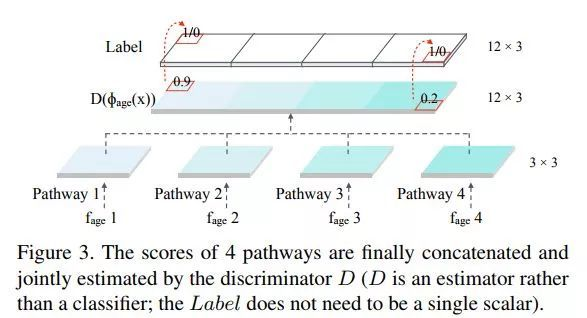 1/0
Label
1/0
12 × 3
0.9
D(ϕage(x))
0.2
12 × 3
3 × 3
Pathway 1 Pathway 2 Pathway 3 Pathway 4
fage 1 fage 2 fage 3 fage 4
Figure 3. The scores of 4 pathways are finally concatenated and
jointly estimated by the discriminator D (D is an estimator rather
than a classifier; the Label does not need to be a single scalar).